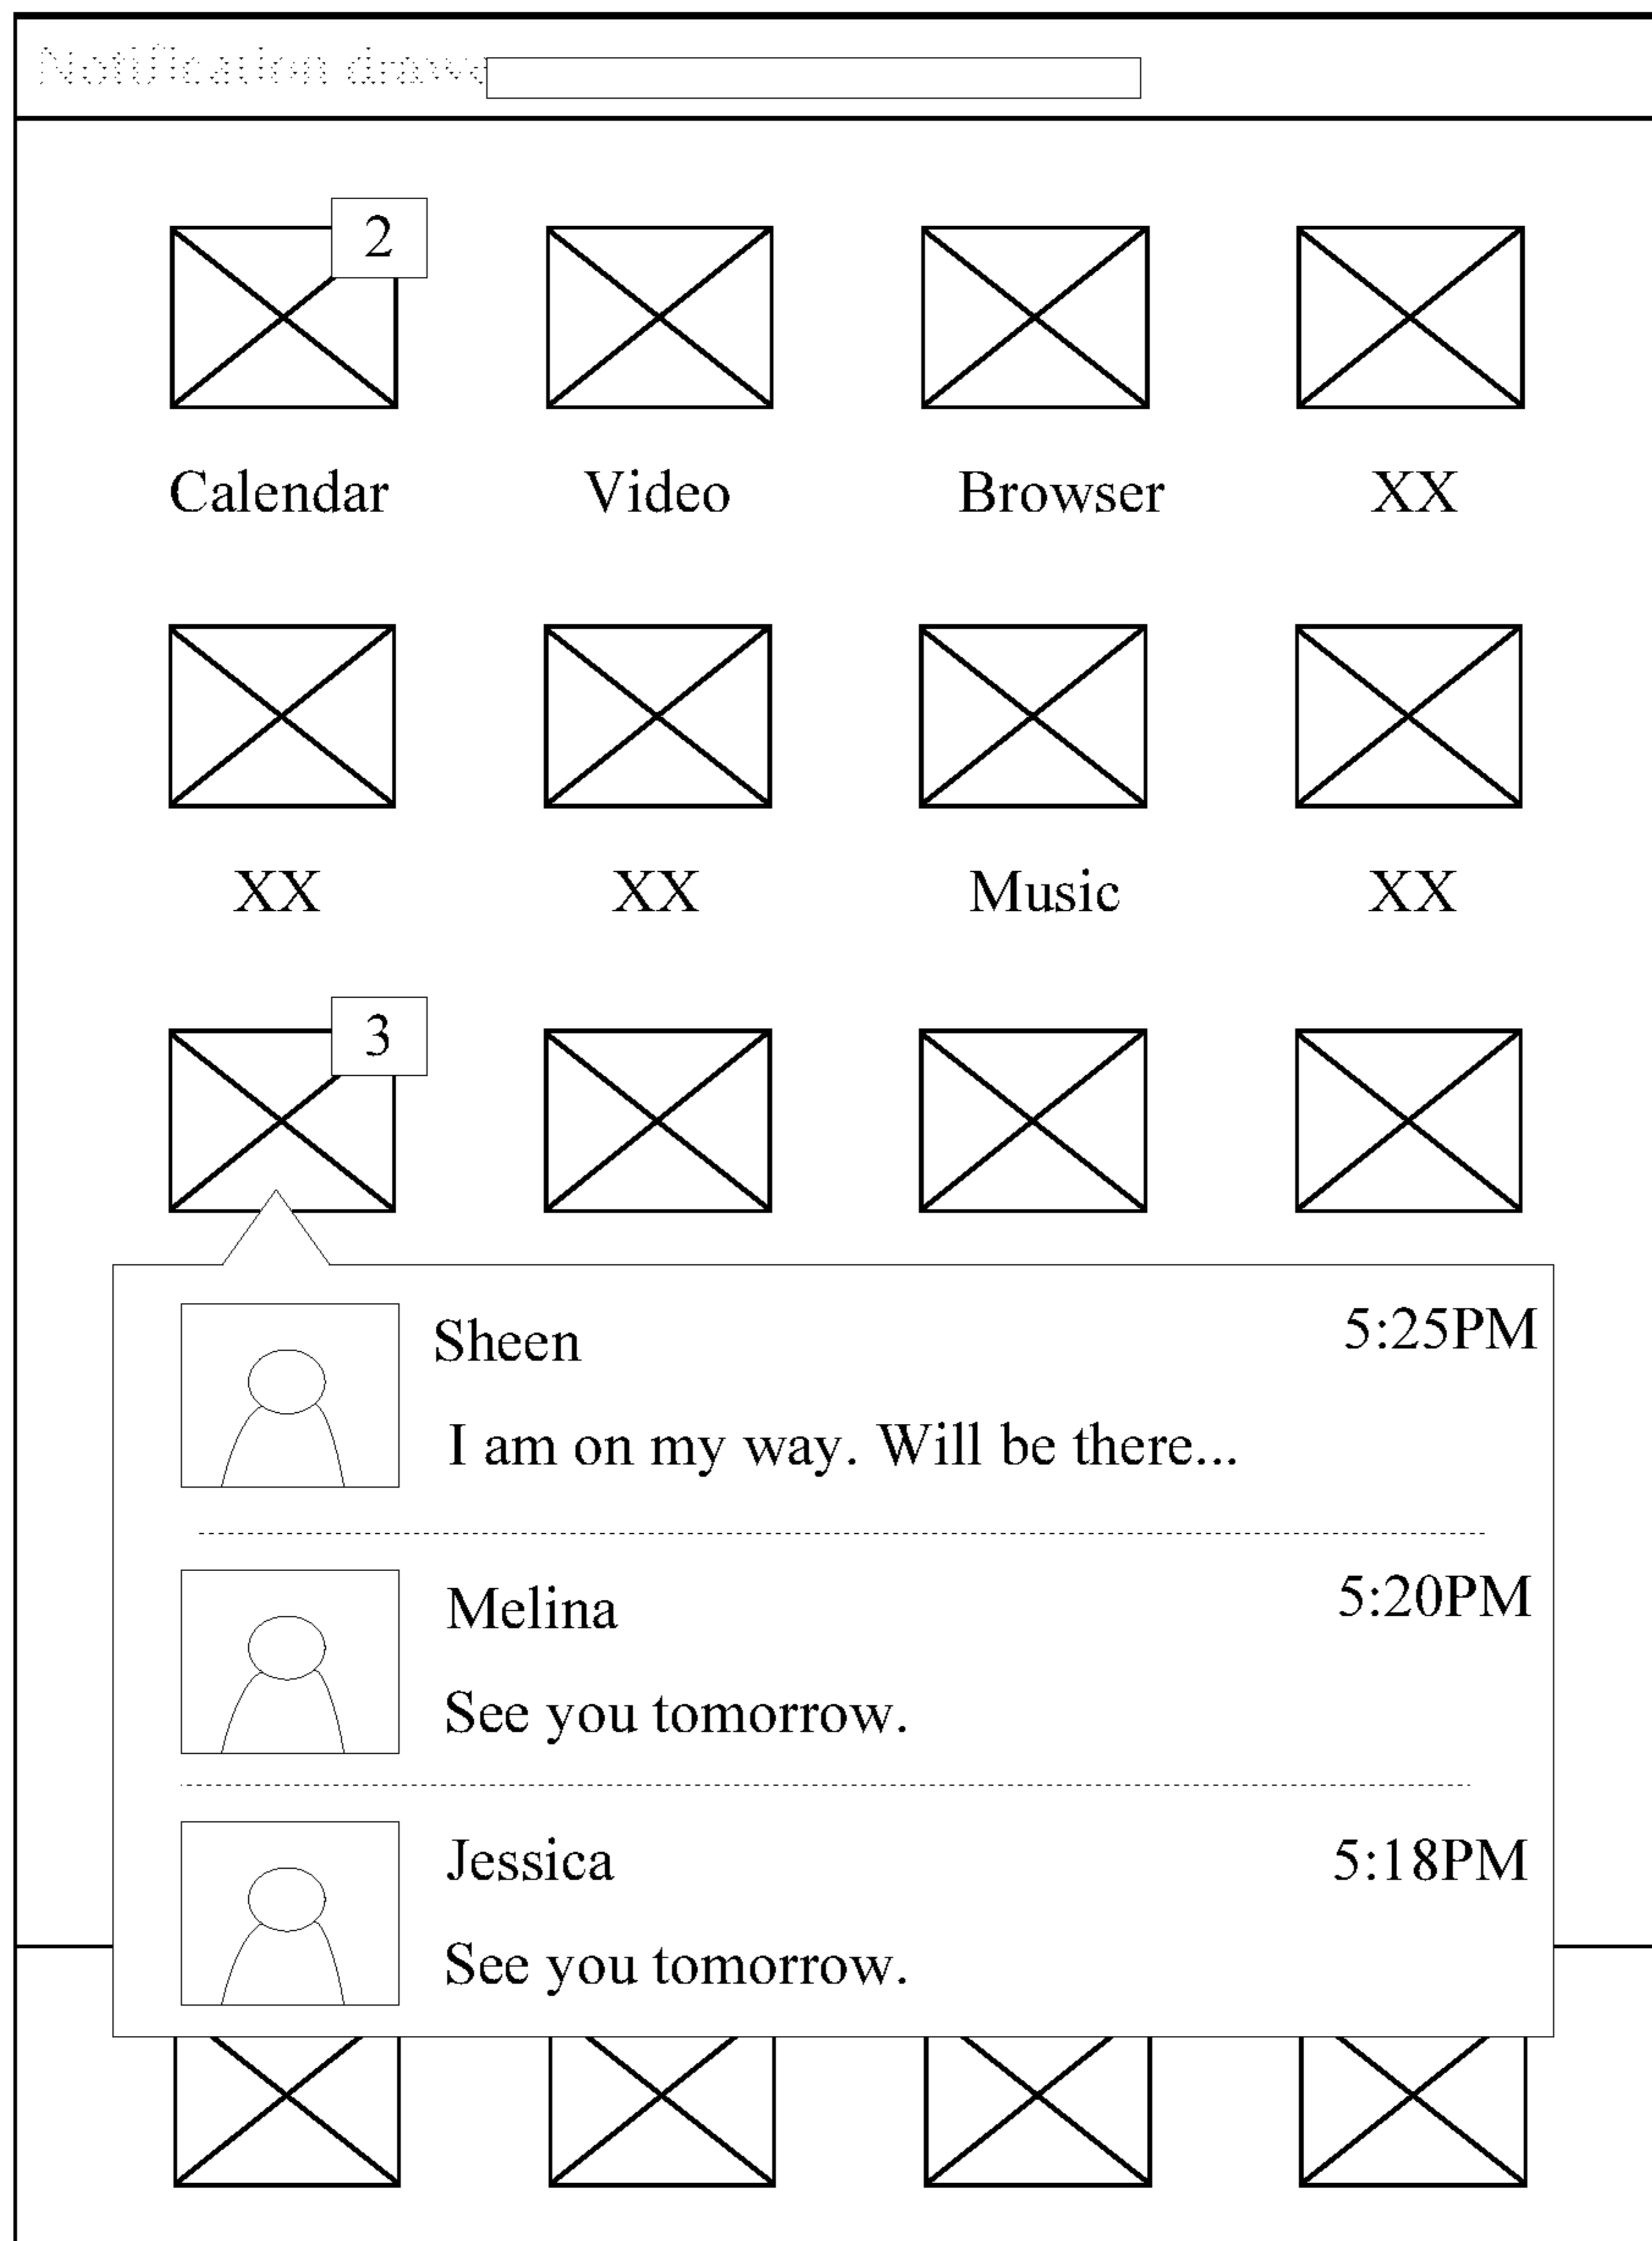 Notification
2
Calendar Video Browser XX
XX XX Music XX
3
Sheen 5:25PM
I am on my way. Will be there...
Melina 5:20PM
See you tomorrow.
Jessica 5:18PM
See you tomorrow.